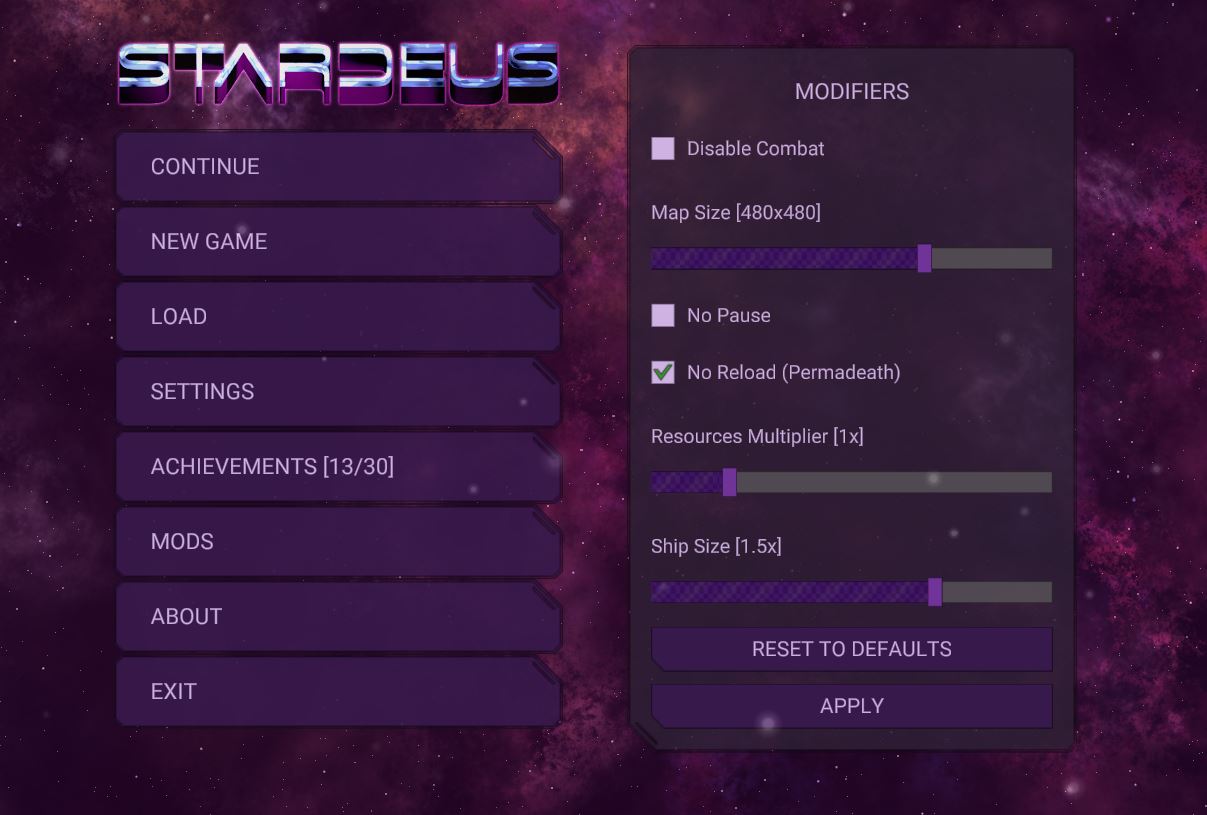 STARDEUS
CONTINUE
NEW GAME
LOAD
SETTINGS
ACHIEVEMENTS [13/30]
MODS
ABOUT
EXIT
MODIFIERS
Disable Combat
Map Size [480x480]
No Pause
No Reload (Permadeath)
Resources Multiplier [1x]
Ship Size [1.5x]
RESET TO DEFAULTS
APPLY